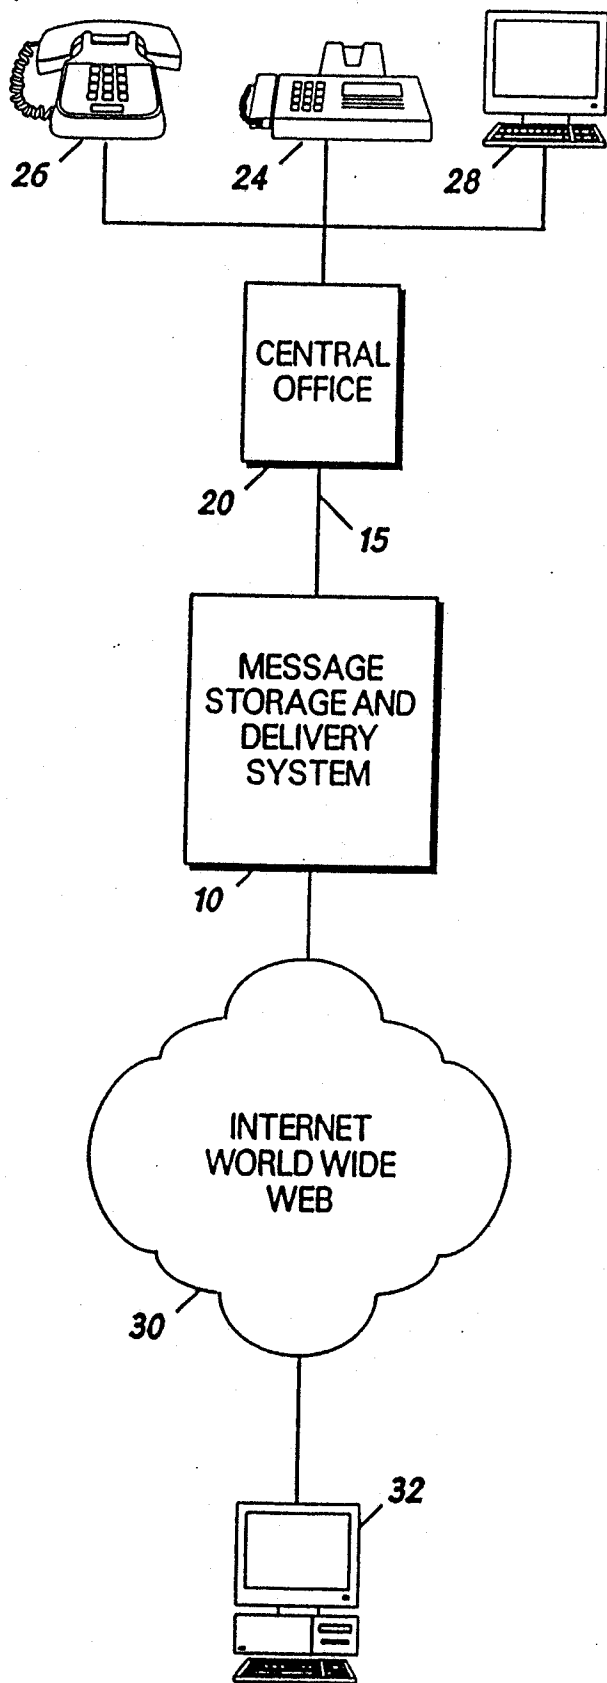 26
24
28
CENTRAL
OFFICE
20
15
MESSAGE
STORAGE AND
DELIVERY
SYSTEM
10
INTERNET
WORLD WIDE
WEB
30
32